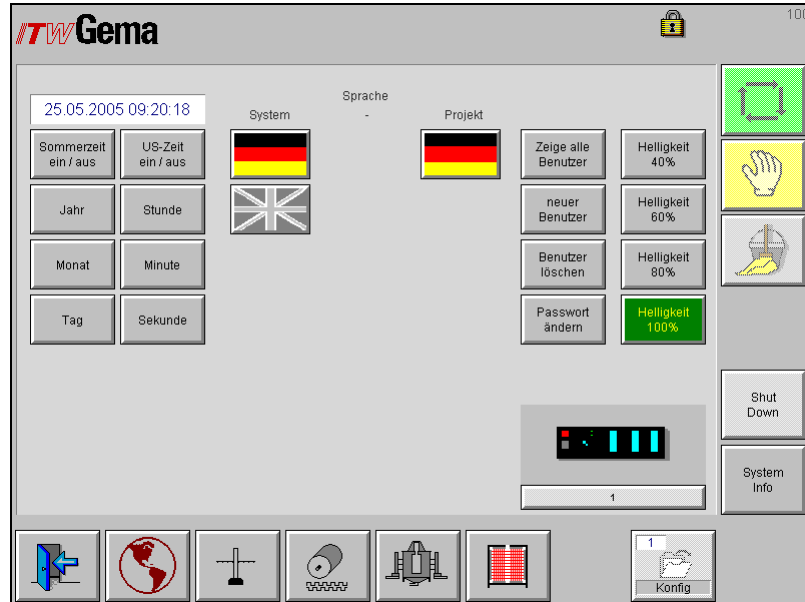 ITW Gema
100
25.05.2005 09:20:18
Sprache
System
-
Projekt
Sommerzeit
ein / aus
US-Zeit
ein / aus
Zeige alle
Benutzer
Helligkeit
40%
Jahr
Stunde
neuer
Benutzer
Helligkeit
60%
Monat
Minute
Benutzer
löschen
Helligkeit
80%
Tag
Sekunde
Passwort
ändern
Helligkeit
100%
Shut
Down
System
Info
1
1
Konfig